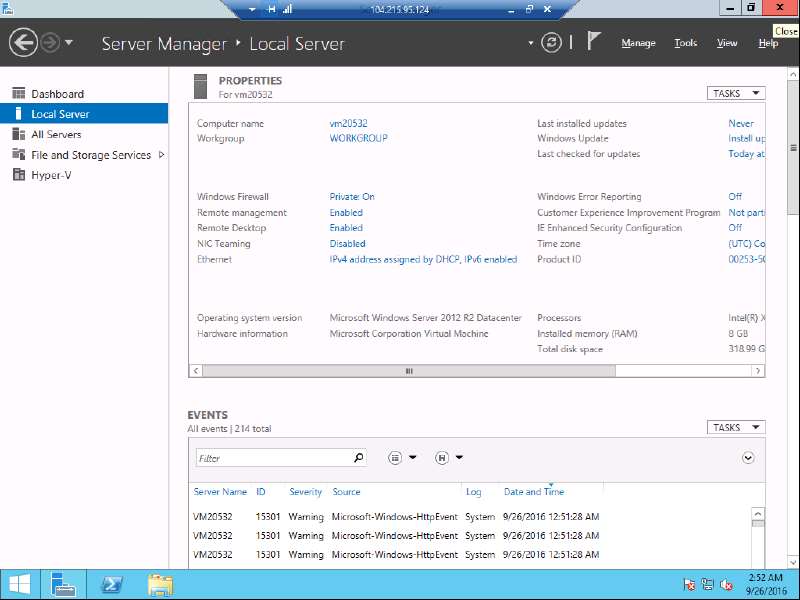 104.215.95.124
Server Manager ‣ Local Server
Manage Tools View Help
Close
Dashboard
Local Server
All Servers
File and Storage Services
Hyper-V
PROPERTIES
For vm20532
TASKS
Computer name vm20532 Last installed updates Never
Workgroup WORKGROUP Windows Update Install up
Last checked for updates Today at
Windows Firewall Private: On Windows Error Reporting Off
Remote management Enabled Customer Experience Improvement Program Not parti
Remote Desktop Enabled IE Enhanced Security Configuration Off
NIC Teaming Disabled Time zone (UTC) Co
Ethernet IPv4 address assigned by DHCP, IPv6 enabled Product ID 00253-50
Operating system version Microsoft Windows Server 2012 R2 Datacenter Processors Intel(R) X
Hardware information Microsoft Corporation Virtual Machine Installed memory (RAM) 8 GB
Total disk space 318.99 G
EVENTS
All events | 214 total
TASKS
Filter
Server Name ID Severity Source Log Date and Time
VM20532 15301 Warning Microsoft-Windows-HttpEvent System 9/26/2016 12:51:28 AM
VM20532 15301 Warning Microsoft-Windows-HttpEvent System 9/26/2016 12:51:28 AM
VM20532 15301 Warning Microsoft-Windows-HttpEvent System 9/26/2016 12:51:28 AM
2:52 AM
9/26/2016